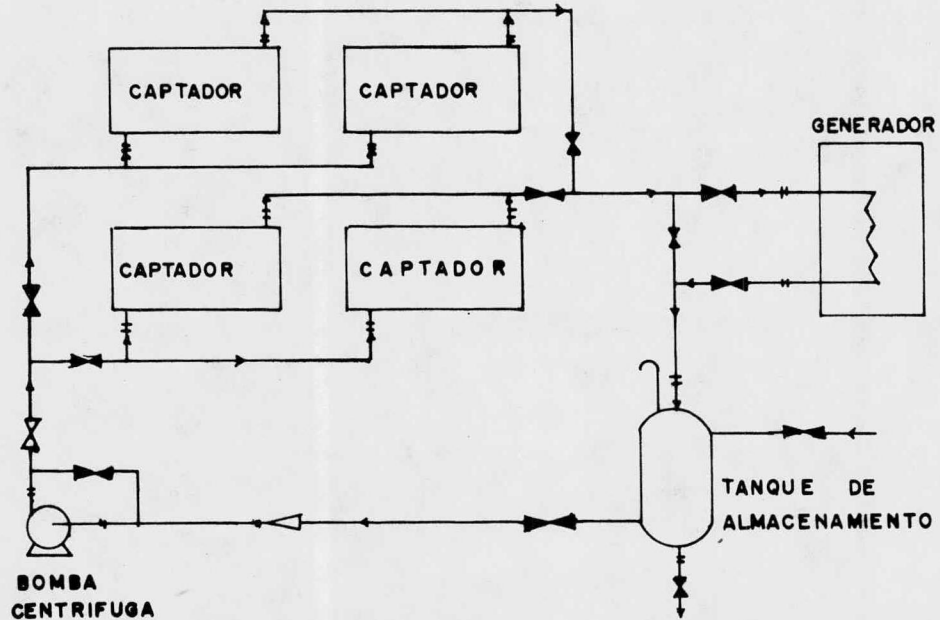 CAPTADOR
CAPTADOR
GENERADOR
CAPTADOR
CAPTADOR
TANQUE DE
ALMACENAMIENTO
BOMBA
CENTRIFUGA